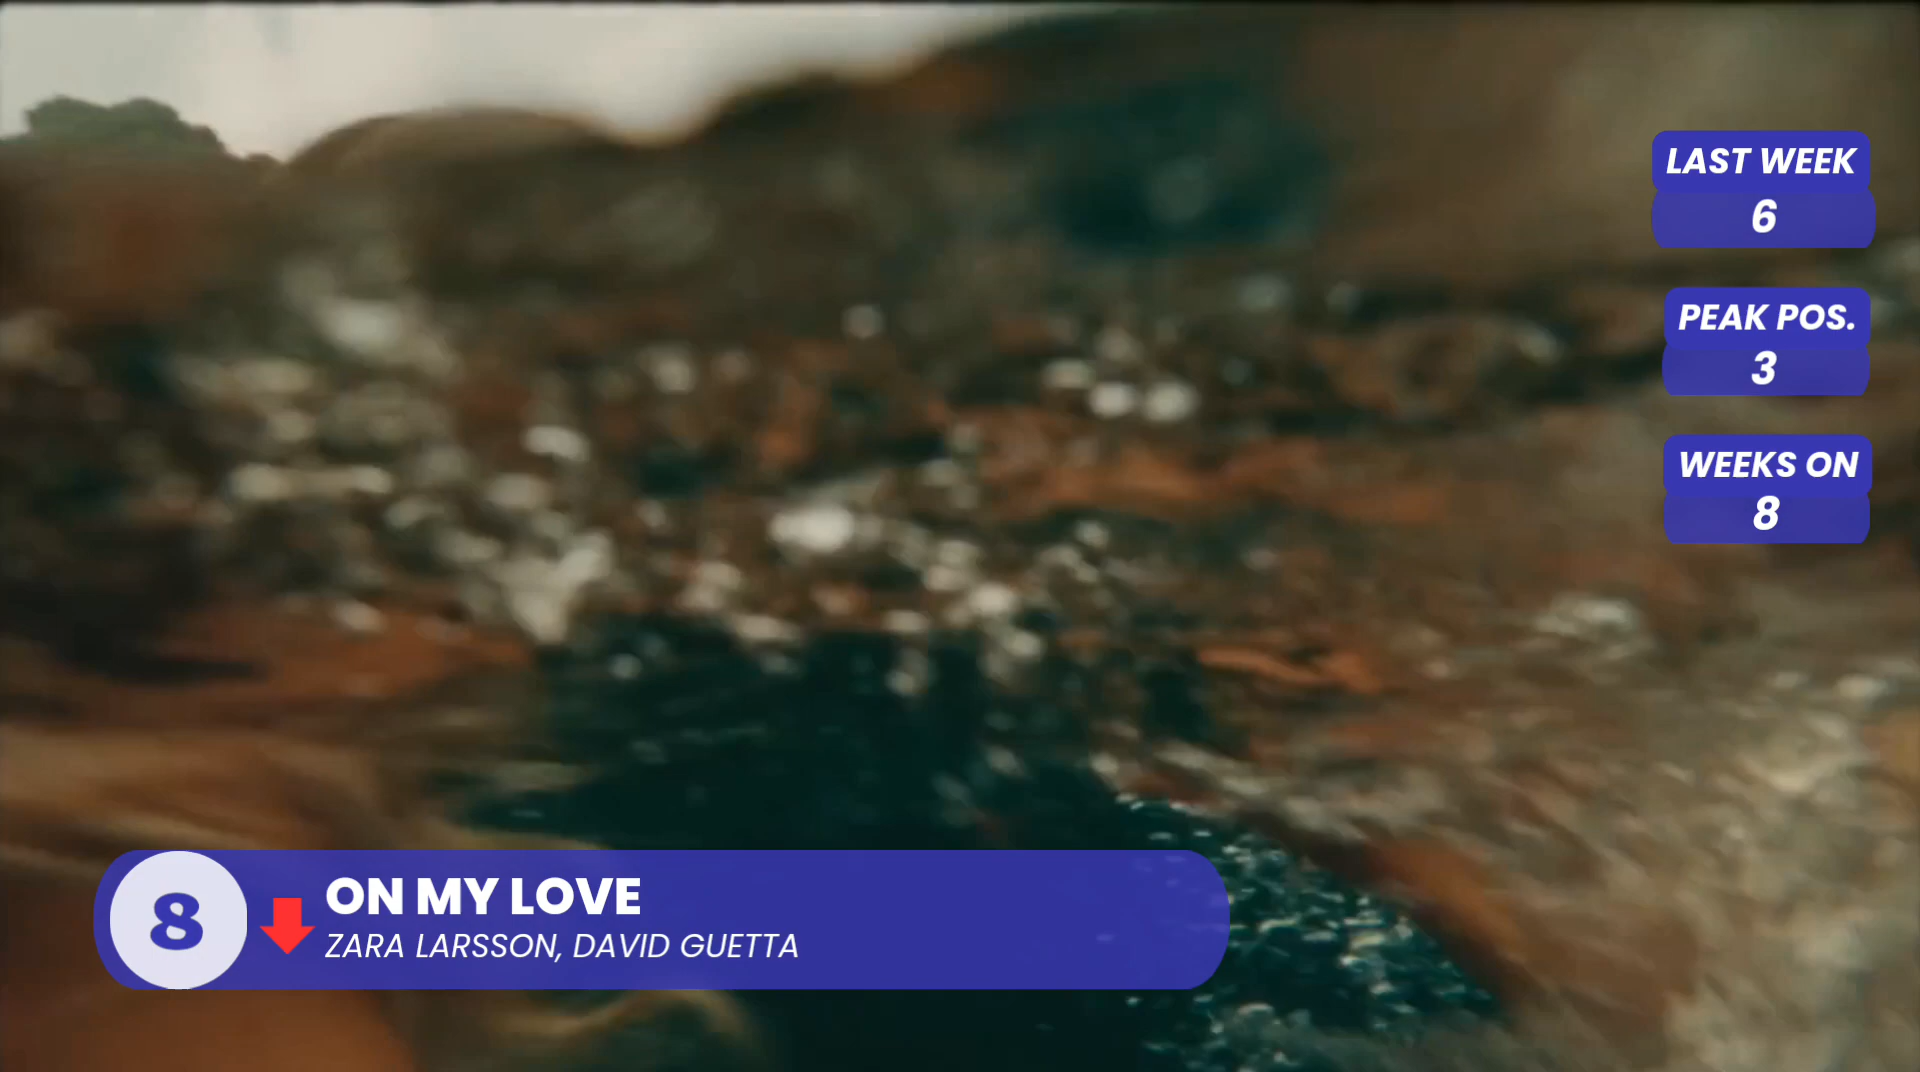 LAST WEEK
6
PEAK POS.
3
WEEKS ON
8
8
ON MY LOVE
ZARA LARSSON, DAVID GUETTA